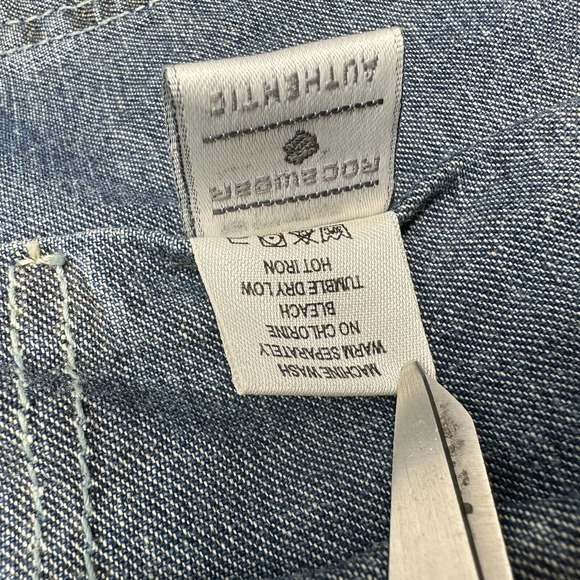 MACHINE WASH
WARM SEPARATELY
NO CHLORINE
BLEACH
TUMBLE DRY LOW
HOT IRON
ROCAWEAR
AUTHENTIC